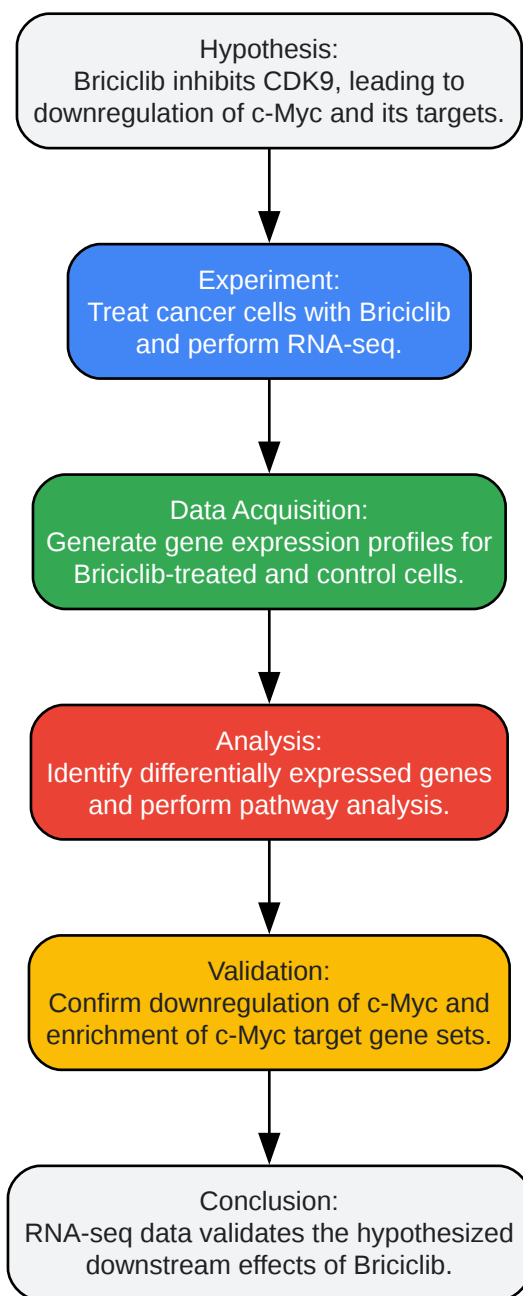 Hypothesis:
Briciclib inhibits CDK9, leading to
downregulation of c-Myc and its targets.
Experiment:
Treat cancer cells with Briciclib
and perform RNA-seq.
Data Acquisition:
Generate gene expression profiles for
Briciclib-treated and control cells.
Analysis:
Identify differentially expressed genes
and perform pathway analysis.
Validation:
Confirm downregulation of c-Myc and
enrichment of c-Myc target gene sets.
Conclusion:
RNA-seq data validates the hypothesized
downstream effects of Briciclib.